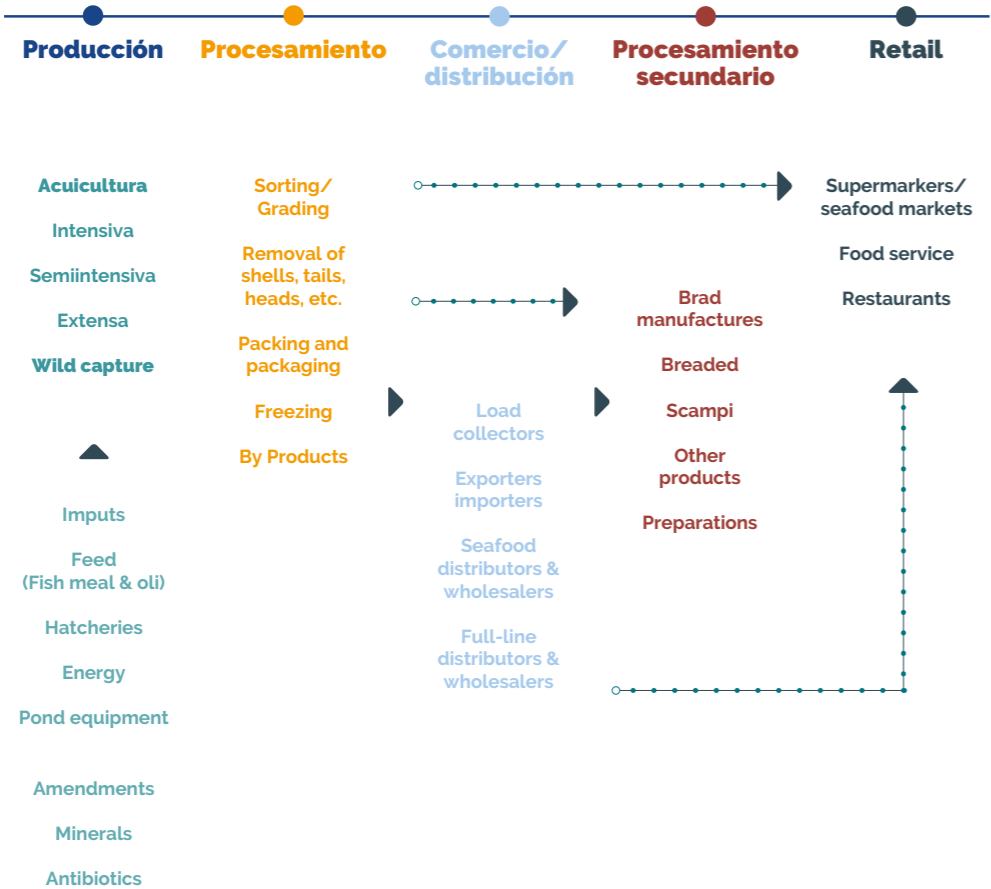 Producción
Procesamiento
Comercio/
distribución
Procesamiento
secundario
Retail
Acuicultura
Intensiva
Semiintensiva
Extensa
Wild capture
Imputs
Feed
(Fish meal & oli)
Hatcheries
Energy
Pond equipment
Amendments
Minerals
Antibiotics
Sorting/
Grading
Removal of
shells, tails,
heads, etc.
Packing and
packaging
Freezing
By Products
Load
collectors
Exporters
importers
Seafood
distributors &
wholesalers
Full-line
distributors &
wholesalers
Brad
manufactures
Breaded
Scampi
Other
products
Preparations
Supermarkers/
seafood markets
Food service
Restaurants